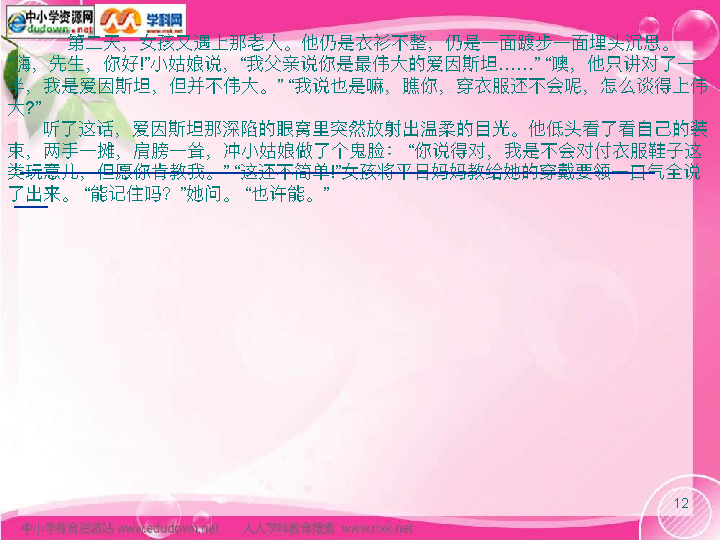 中小学资源网
dudown.net
学科网
第二天，女孩又遇上那老人。他仍是衣衫不整，仍是一面踱步一面埋头沉思。
“嗨，先生，你好!”小姑娘说，“我父亲说你是最伟大的爱因斯坦……” “噢，他只讲对了一
半，我是爱因斯坦，但并不伟大。” “我说也是嘛，瞧你，穿衣服还不会呢，怎么谈得上伟
大?”
听了这话，爱因斯坦那深陷的眼窝里突然放射出温柔的目光。他低头看了看自己的装
束，两手一摊，肩膀一耸，冲小姑娘做了个鬼脸： “你说得对，我是不会对付衣服鞋子这
类玩意儿，但愿你肯教我。” “这还不简单!”女孩将平日妈妈教给她的穿戴要领一口气全说
了出来。 “能记住吗？”她问。 “也许能。”
12
中小学教育资源站 www.edudown.net 人人学科教育搜索 www.rrxk.net